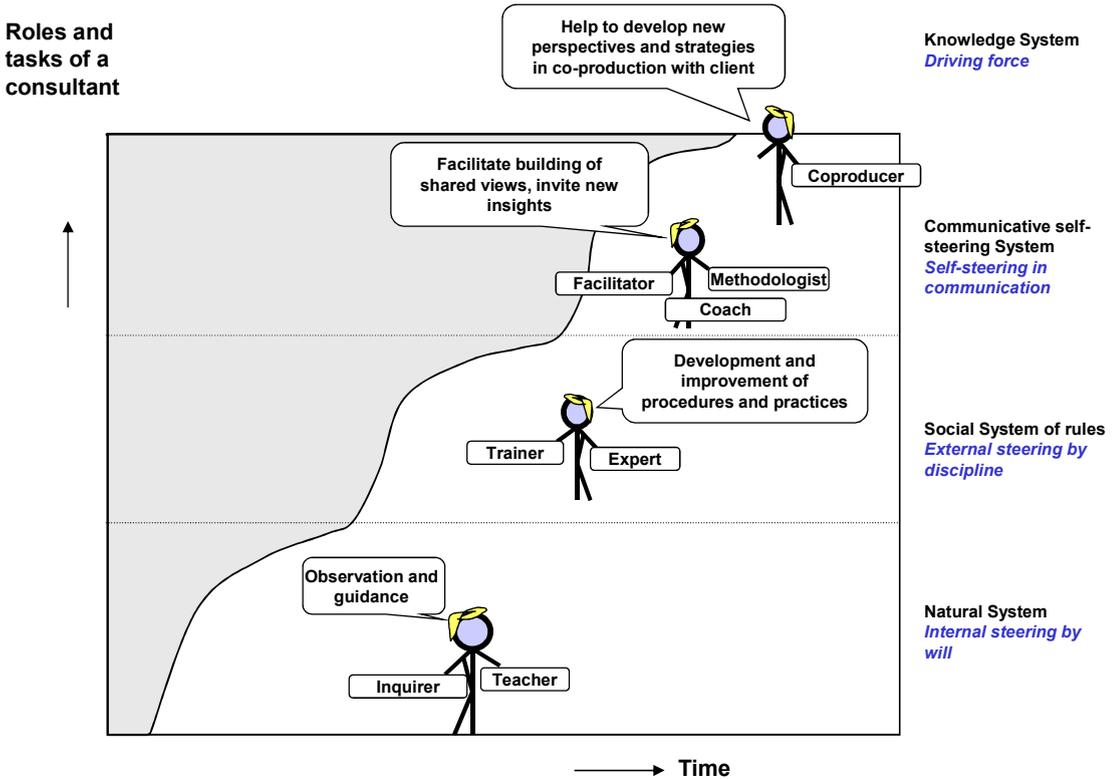 Roles and
tasks of a
consultant
Help to develop new
perspectives and strategies
in co-production with client
Knowledge System
Driving force
Coproducer
Facilitate building of
shared views, invite new
insights
Communicative self-
steering System
Self-steering in
communication
Facilitator
Methodologist
Coach
Development and
improvement of
procedures and practices
Social System of rules
External steering by
discipline
Trainer
Expert
Observation and
guidance
Natural System
Internal steering by
will
Inquirer
Teacher
Time